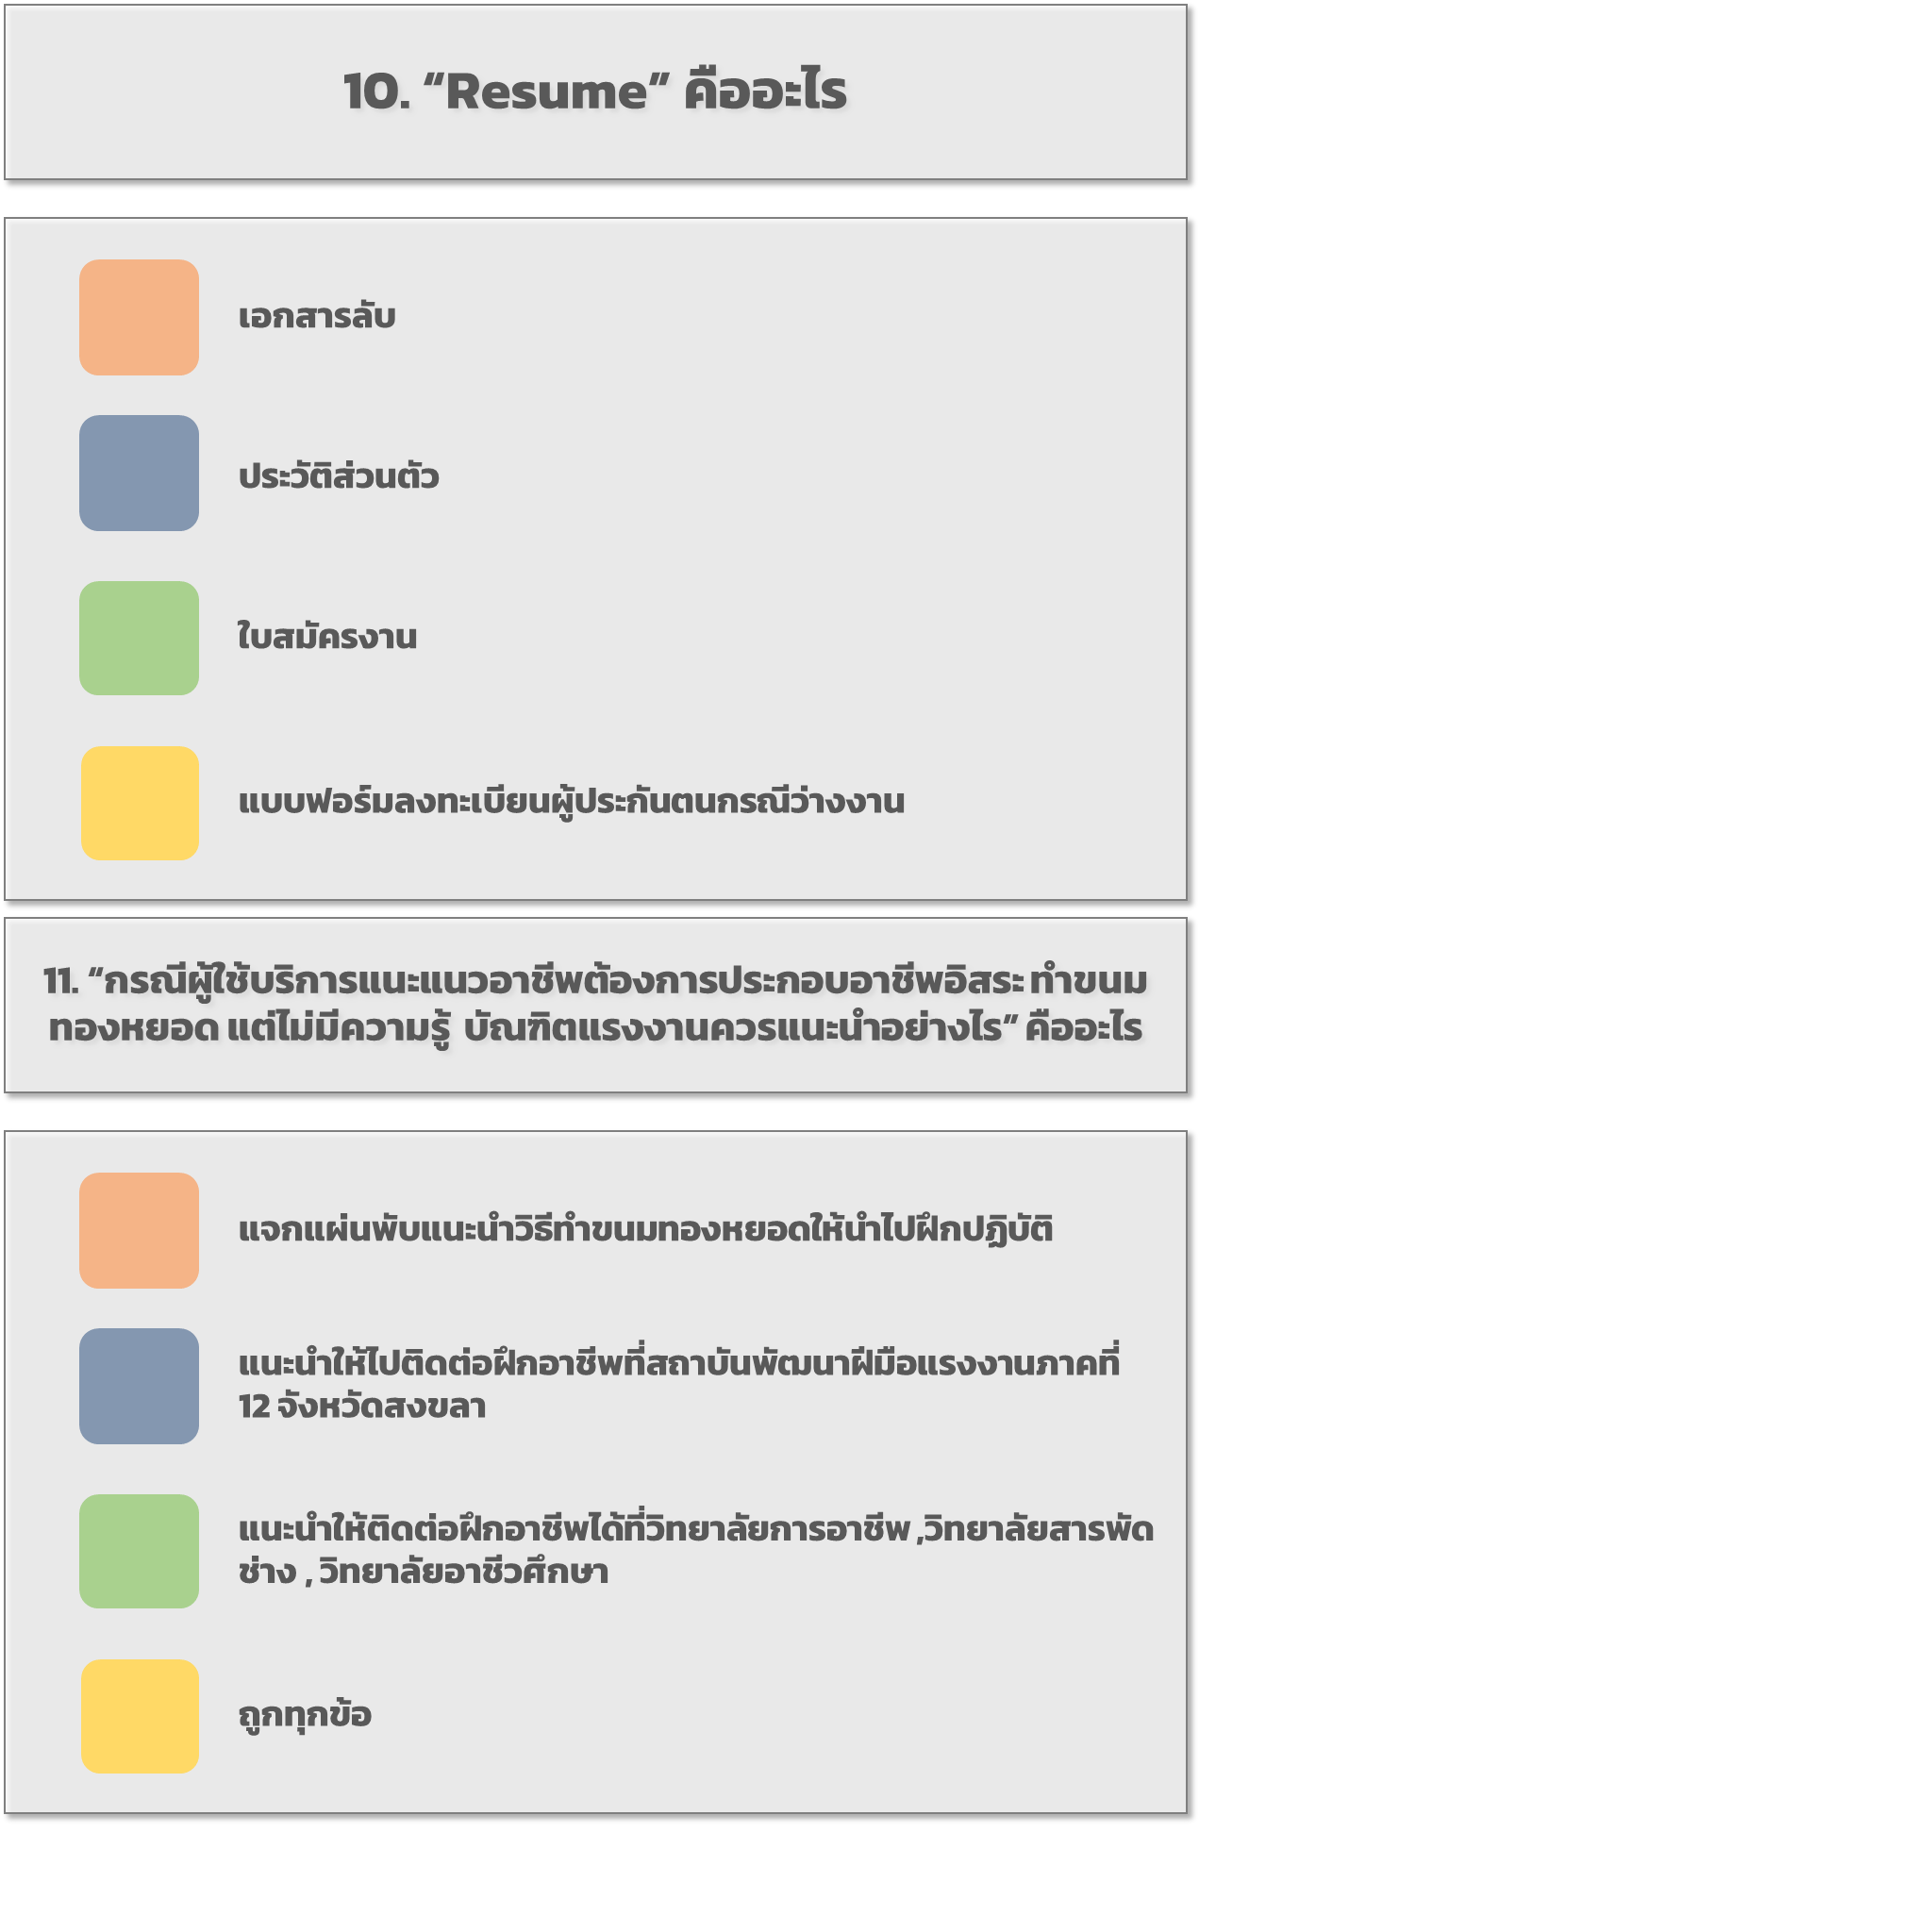 10. “Resume” คืออะไร
เอกสารลับ
ประวัติส่วนตัว
ใบสมัครงาน
แบบฟอร์มลงทะเบียนผู้ประกันตนกรณีว่างงาน
11. “กรณีผู้ใช้บริการแนะแนวอาชีพต้องการประกอบอาชีพอิสระ ทำขนม
ทองหยอด แต่ไม่มีความรู้ บัณฑิตแรงงานควรแนะนำอย่างไร” คืออะไร
แจกแผ่นพับแนะนำวิธีทำขนมทองหยอดให้นำไปฝึกปฏิบัติ
แนะนำให้ไปติดต่อฝึกอาชีพที่สถาบันพัฒนาฝีมือแรงงานภาคที่
12 จังหวัดสงขลา
แนะนำให้ติดต่อฝึกอาชีพได้ที่วิทยาลัยการอาชีพ ,วิทยาลัยสารพัด
ช่าง , วิทยาลัยอาชีวศึกษา
ถูกทุกข้อ